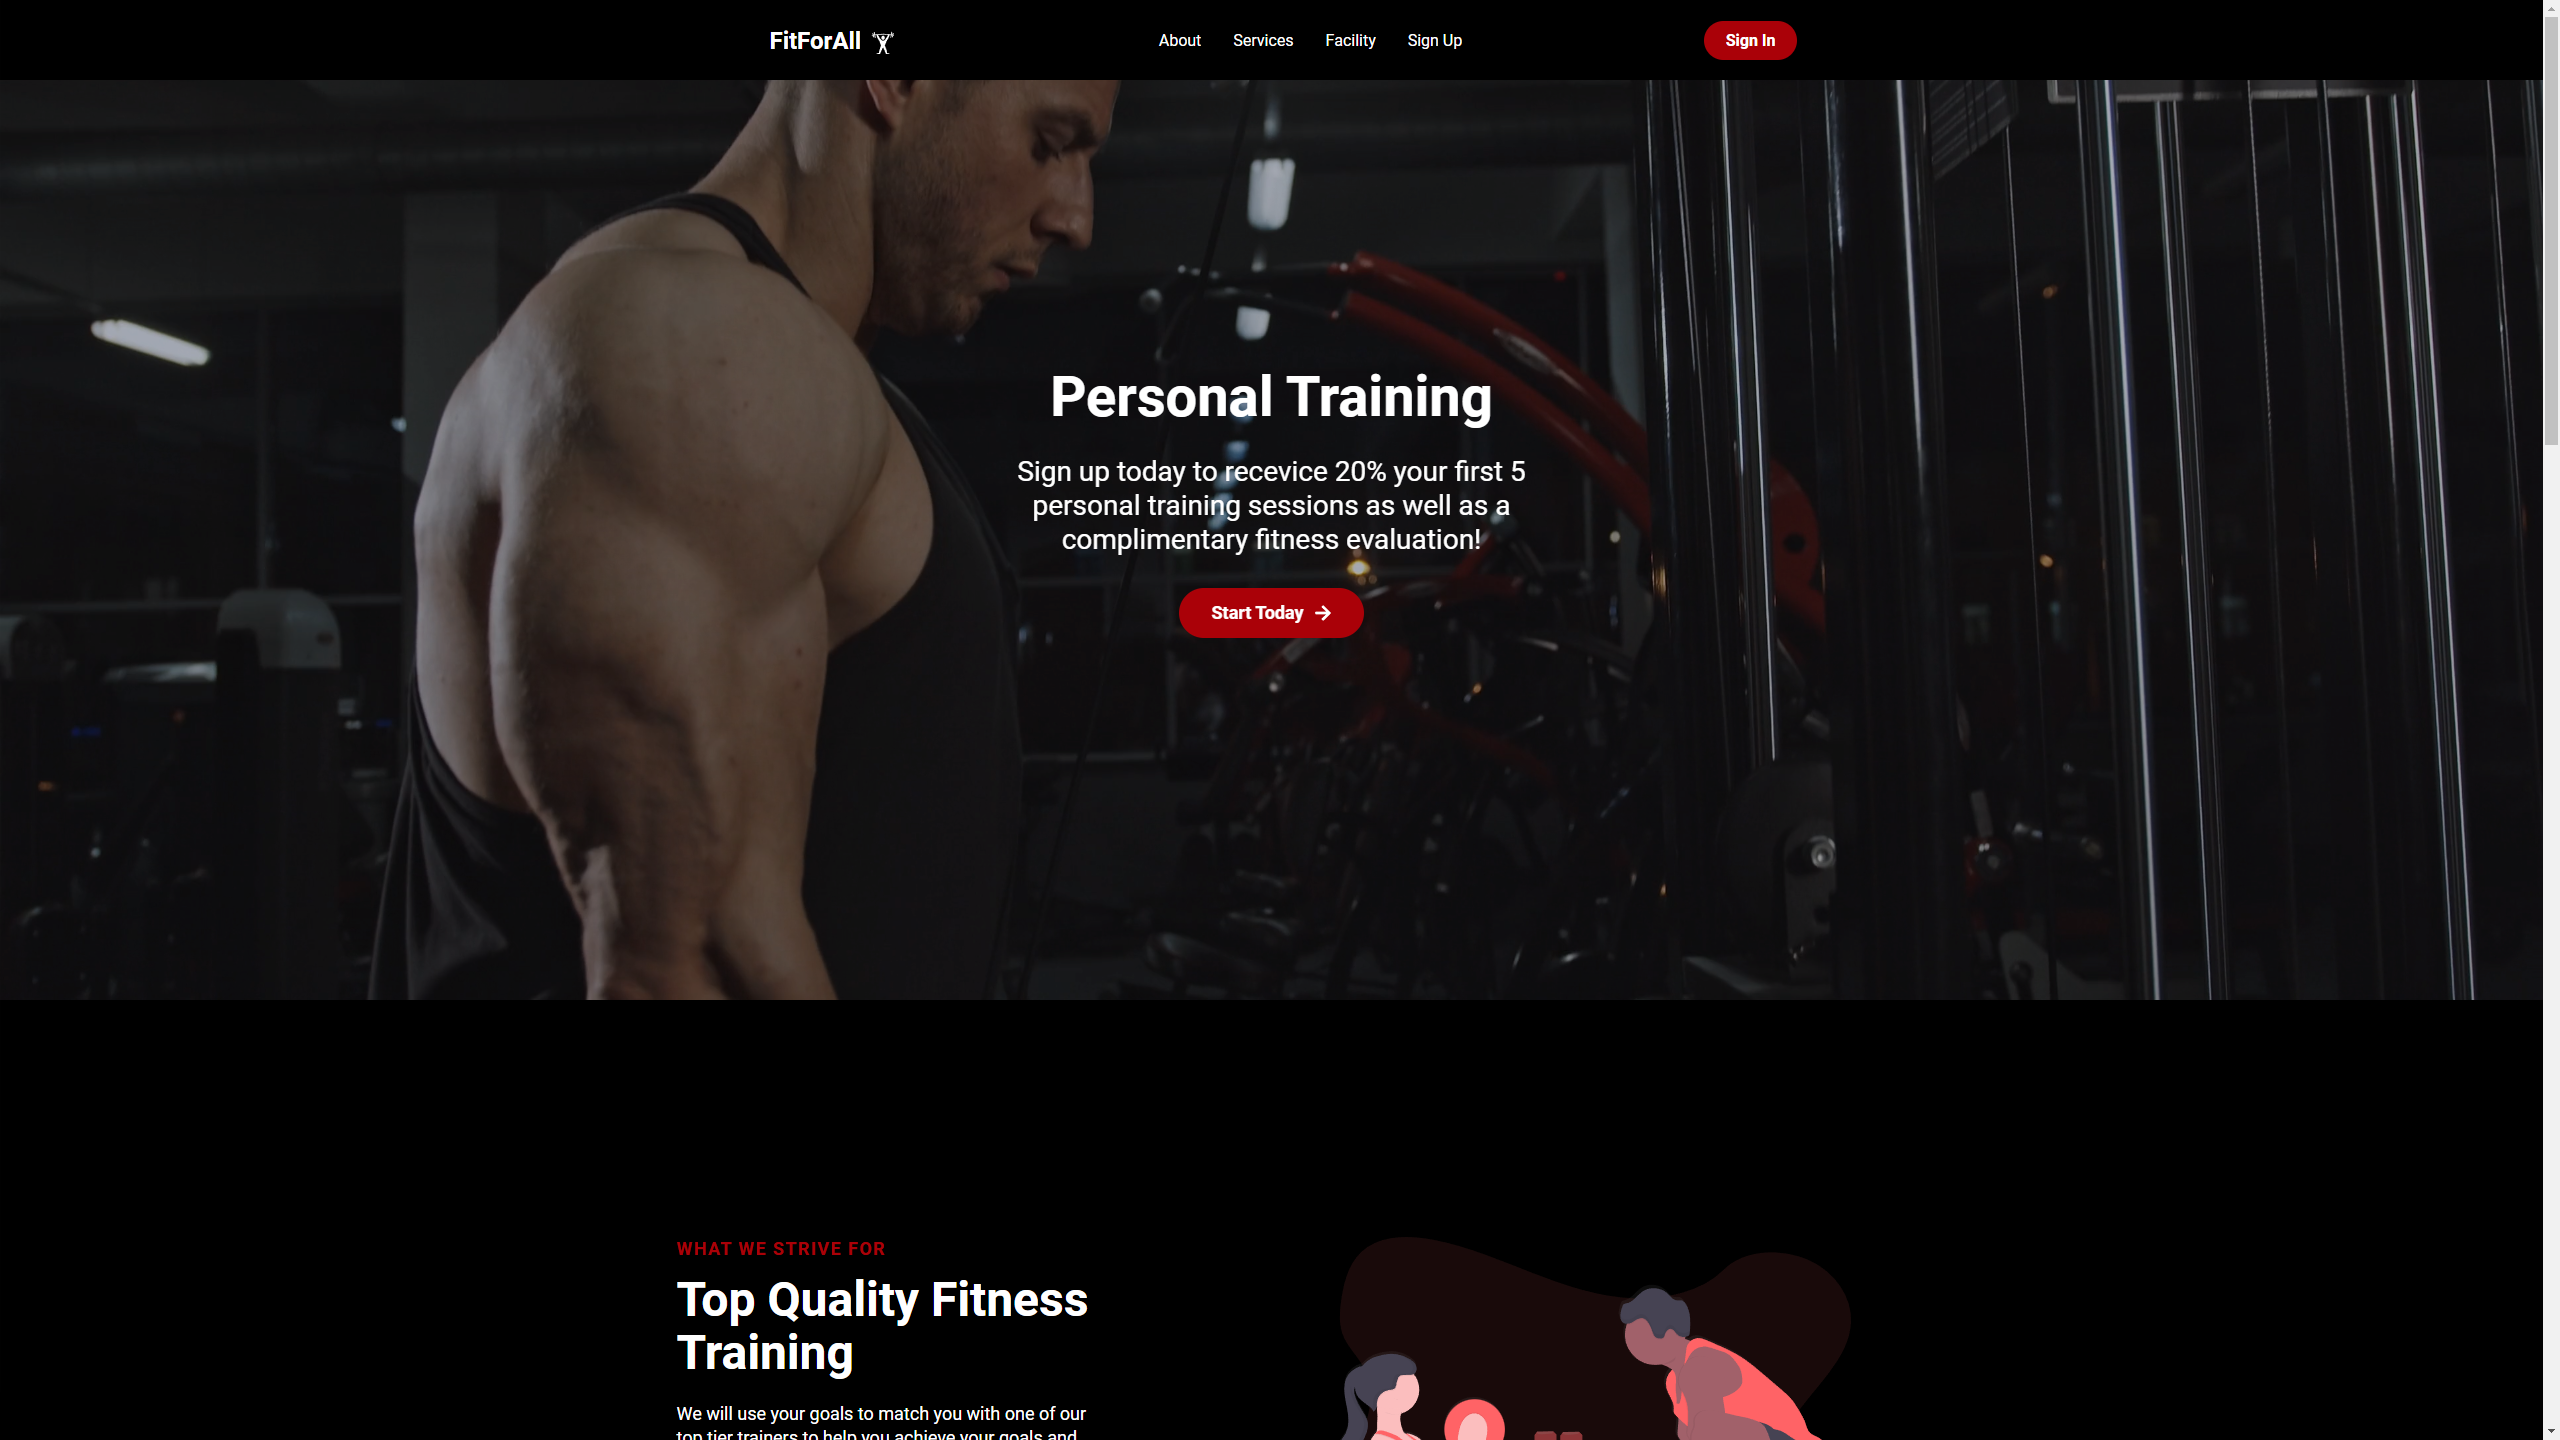 FitForAll
About Services Facility Sign Up
Sign In
Personal Training
Sign up today to recevice 20% your first 5
personal training sessions as well as a
complimentary fitness evaluation!
Start Today
WHAT WE STRIVE FOR
Top Quality Fitness
Training
We will use your goals to match you with one of our
top tier trainers to help you achieve your goals and